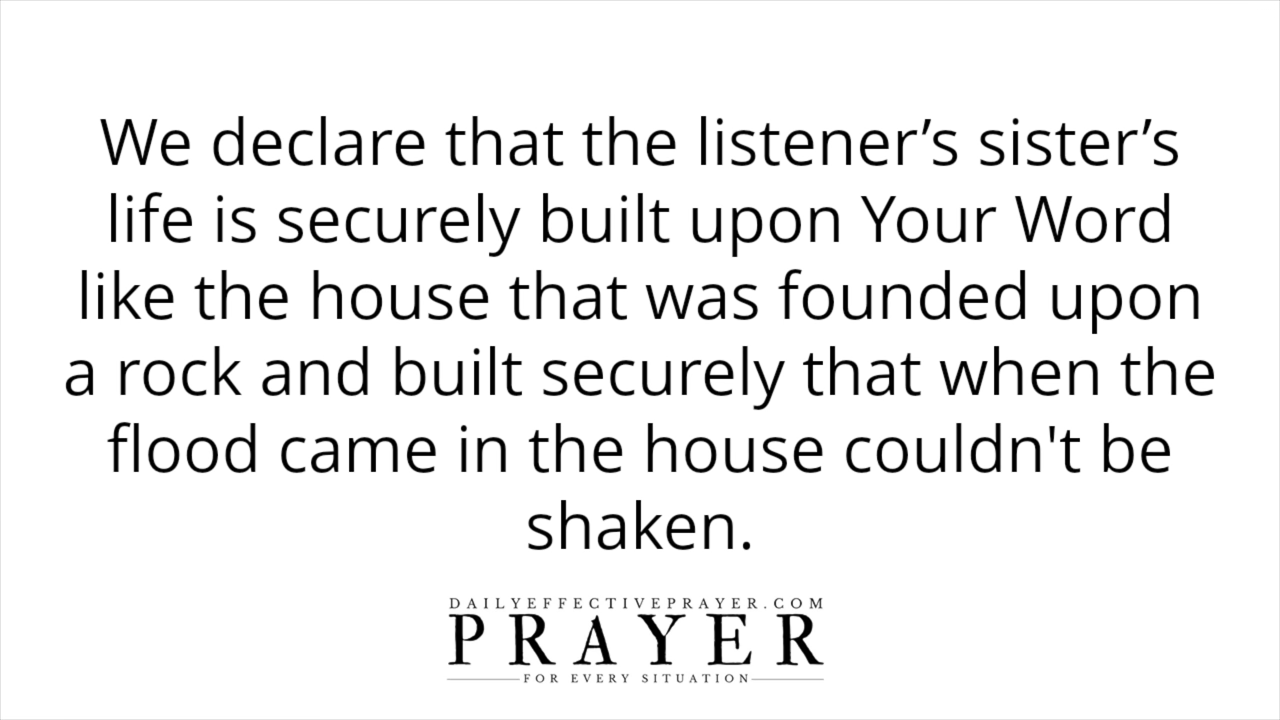 We declare that the listener’s sister’s
life is securely built upon Your Word
like the house that was founded upon
a rock and built securely that when the
flood came in the house couldn't be
shaken.
DAILYEFFECTIVEPRAYER.COM
PRAYER
FOR EVERY SITUATION